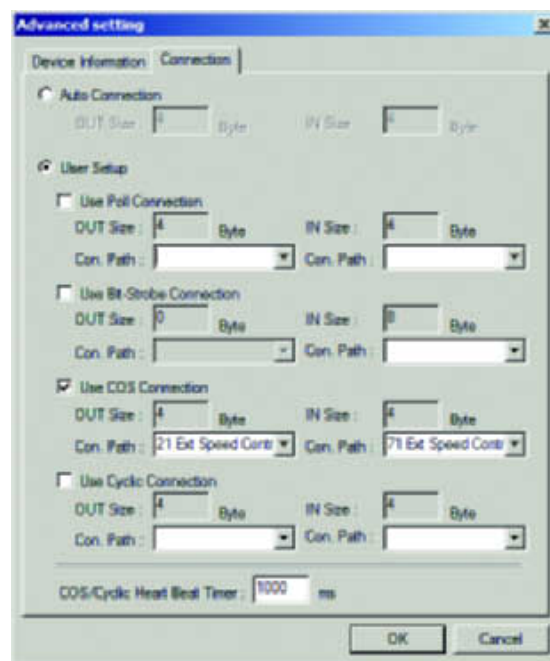 Advanced setting
Device Information Connection
Auto Connection
OUT Size : 4 Byte IN Size 4 Byte
User Setup
Use Poll Connection
OUT Size : 4 Byte IN Size : 4 Byte
Con. Path : Con. Path :
Use Bit-Strobe Connection
OUT Size : 0 Byte IN Size : 8 Byte
Con. Path : Con. Path :
Use COS Connection
OUT Size : 4 Byte IN Size : 4 Byte
Con. Path : 21 Ext Speed Contr Con. Path : 71 Ext Speed Contr
Use Cyclic Connection
OUT Size : 4 Byte IN Size : 4 Byte
Con. Path : Con. Path :
COS/Cyclic Heart Beat Timer : 1000 ms
OK Cancel